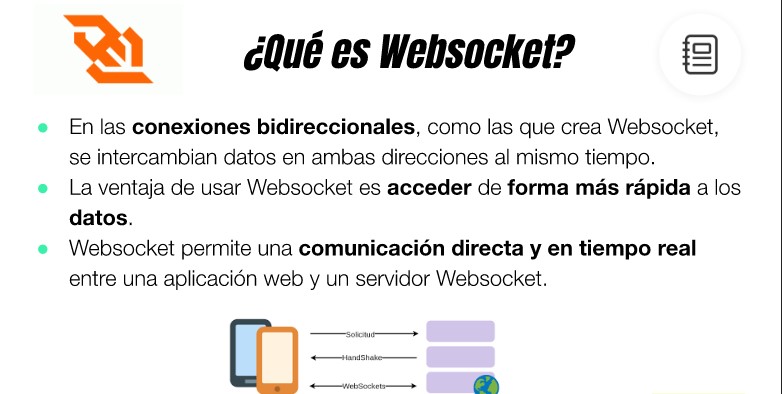 ¿Qué es Websocket?
En las conexiones bidireccionales, como las que crea Websocket,
se intercambian datos en ambas direcciones al mismo tiempo.
La ventaja de usar Websocket es acceder de forma más rápida a los
datos.
Websocket permite una comunicación directa y en tiempo real
entre una aplicación web y un servidor Websocket.
Solicitud
HandShake
WebSockets